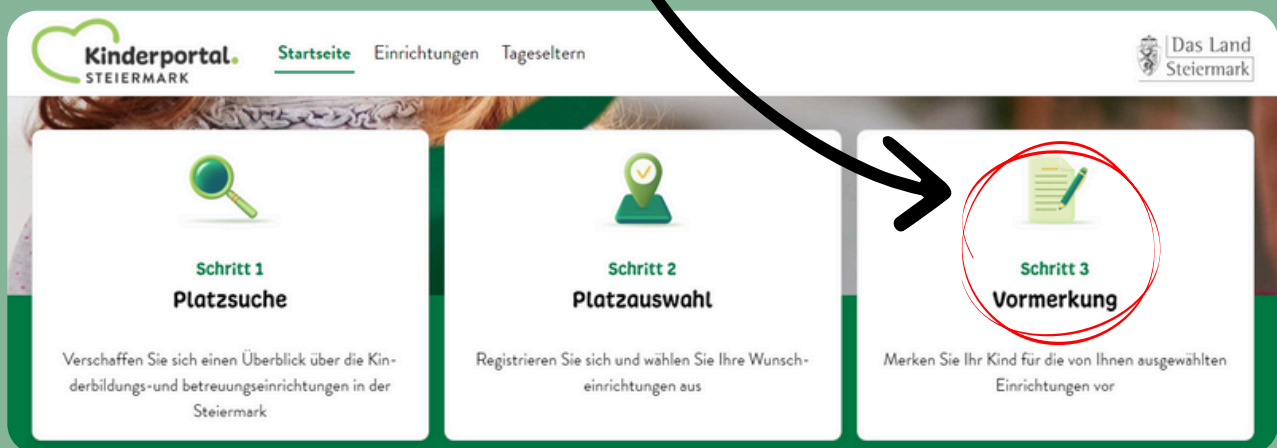 Kinderportal.
STEIERMARK
Startseite Einrichtungen Tageseltern
Das Land
Steiermark
Schritt 1
Platzsuche
Verschaffen Sie sich einen Überblick über die Kin-
derbildungs-und betreuungseinrichtungen in der
Steiermark
Schritt 2
Platzauswahl
Registrieren Sie sich und wählen Sie Ihre Wunsch-
einrichtungen aus
Schritt 3
Vormerkung
Merken Sie Ihr Kind für die von Ihnen ausgewählten
Einrichtungen vor